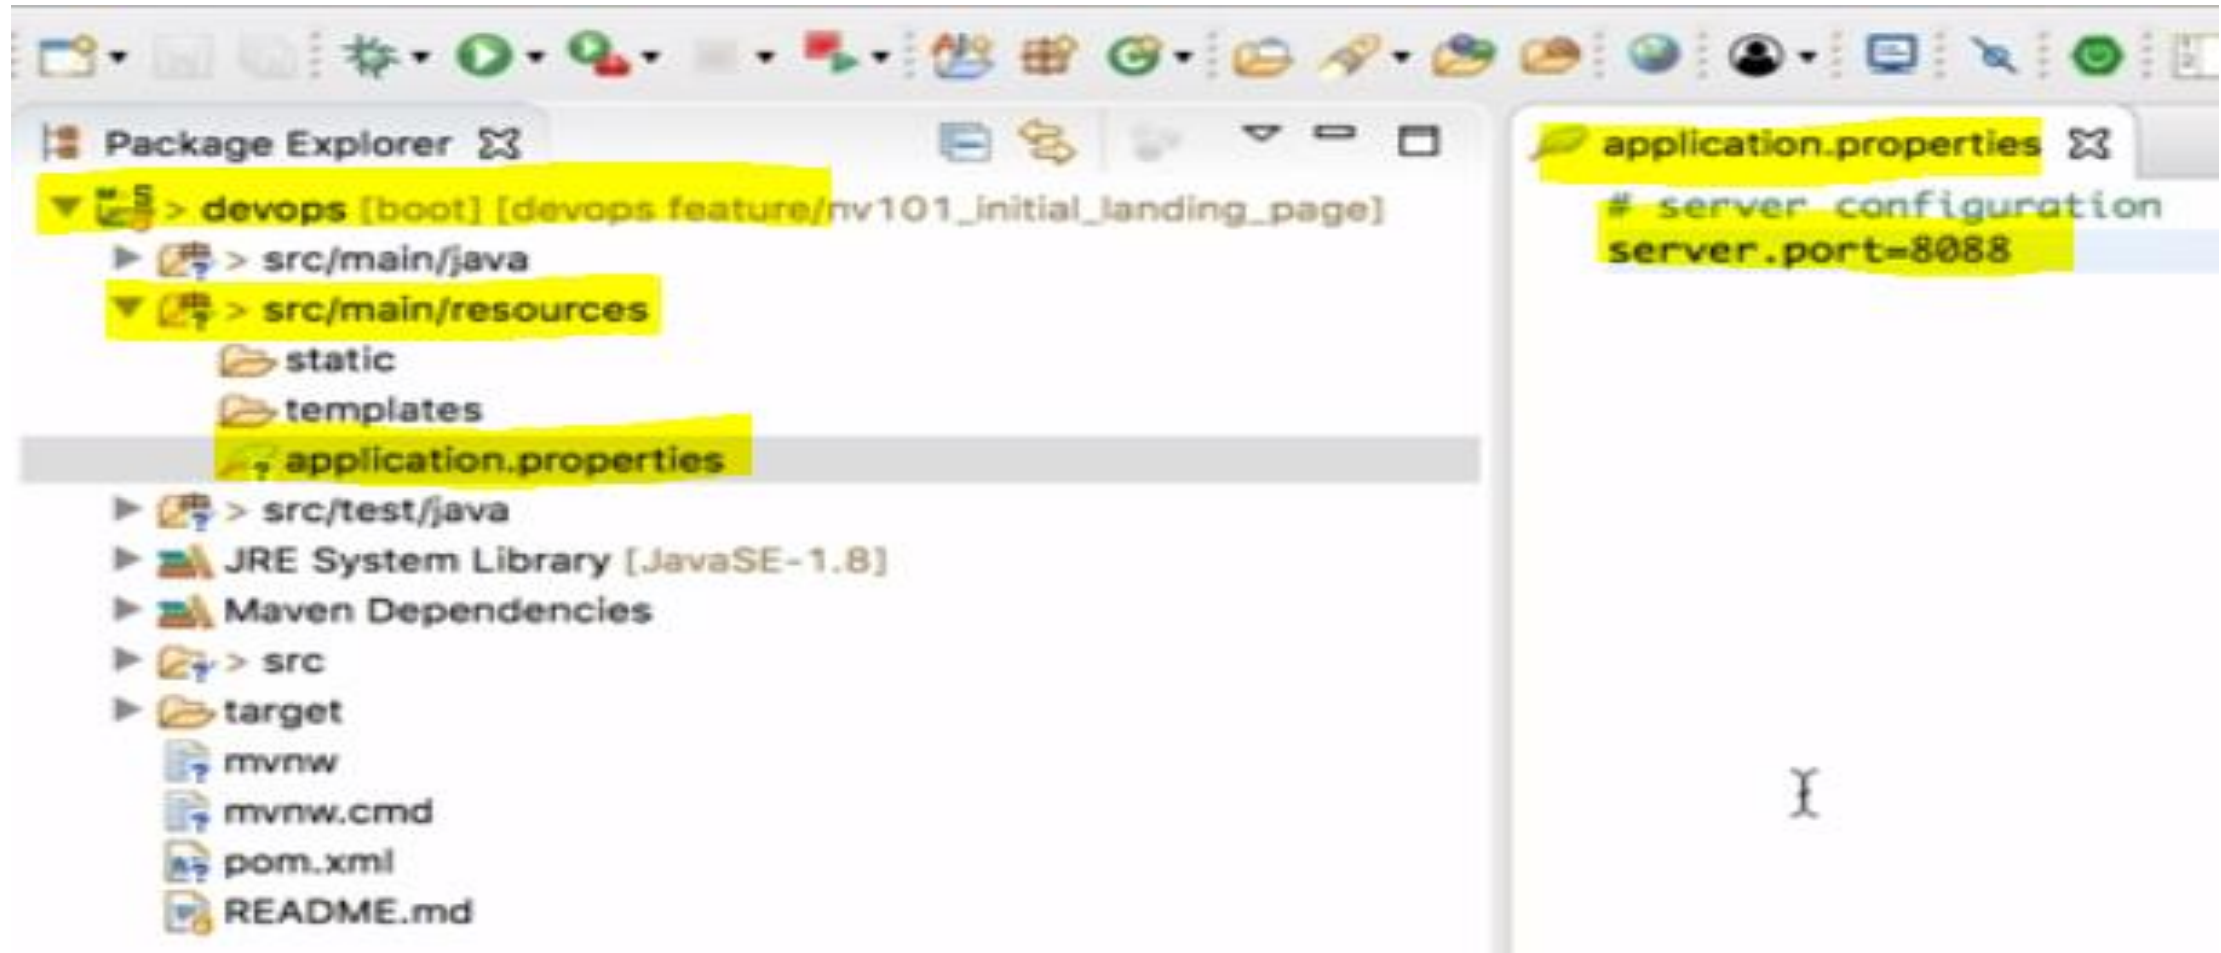 Package Explorer
application.properties
> devops [boot] [devops feature/nv101_initial_landing_page]
# server configuration
> src/main/java
server.port=8088
> src/main/resources
static
templates
application.properties
> src/test/java
JRE System Library [JavaSE-1.8]
Maven Dependencies
> src
target
mvnw
mvnw.cmd
pom.xml
README.md